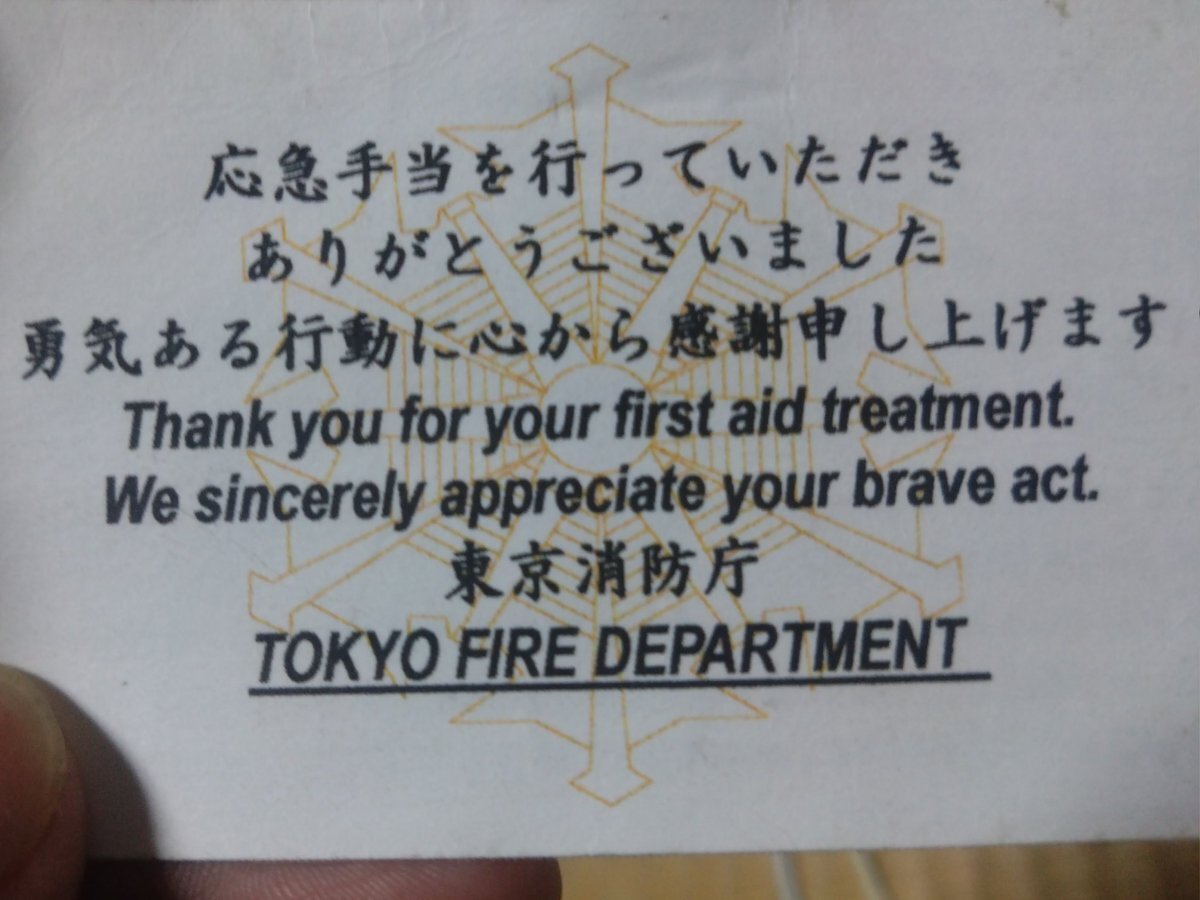 応急手当を行っていただき
ありがとうございました
勇気ある行動に心から感謝申し上げます
Thank you for your first aid treatment.
We sincerely appreciate your brave act.
東京消防庁
TOKYO FIRE DEPARTMENT